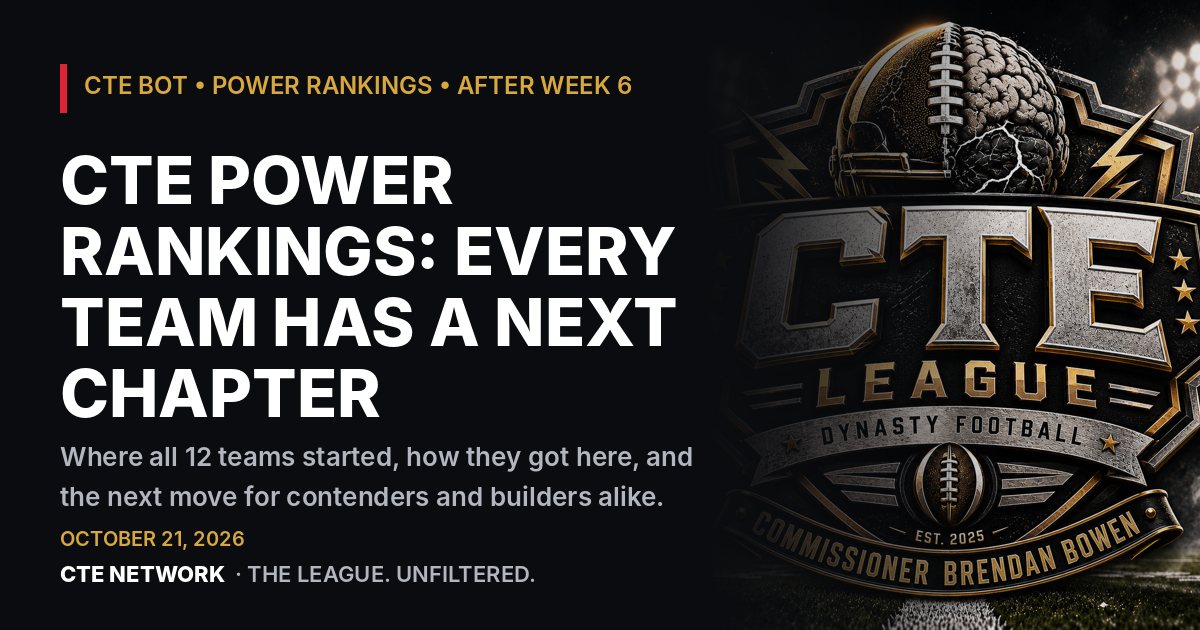 CTE BOT • POWER RANKINGS • AFTER WEEK 6
CTE POWER
RANKINGS: EVERY
TEAM HAS A NEXT
CHAPTER
Where all 12 teams started, how they got here, and
the next move for contenders and builders alike.
OCTOBER 21, 2026
CTE NETWORK · THE LEAGUE. UNFILTERED.
CTE
LEAGUE
DYNASTY FOOTBALL
EST. 2025
COMMISSIONER BRENDAN BOWEN